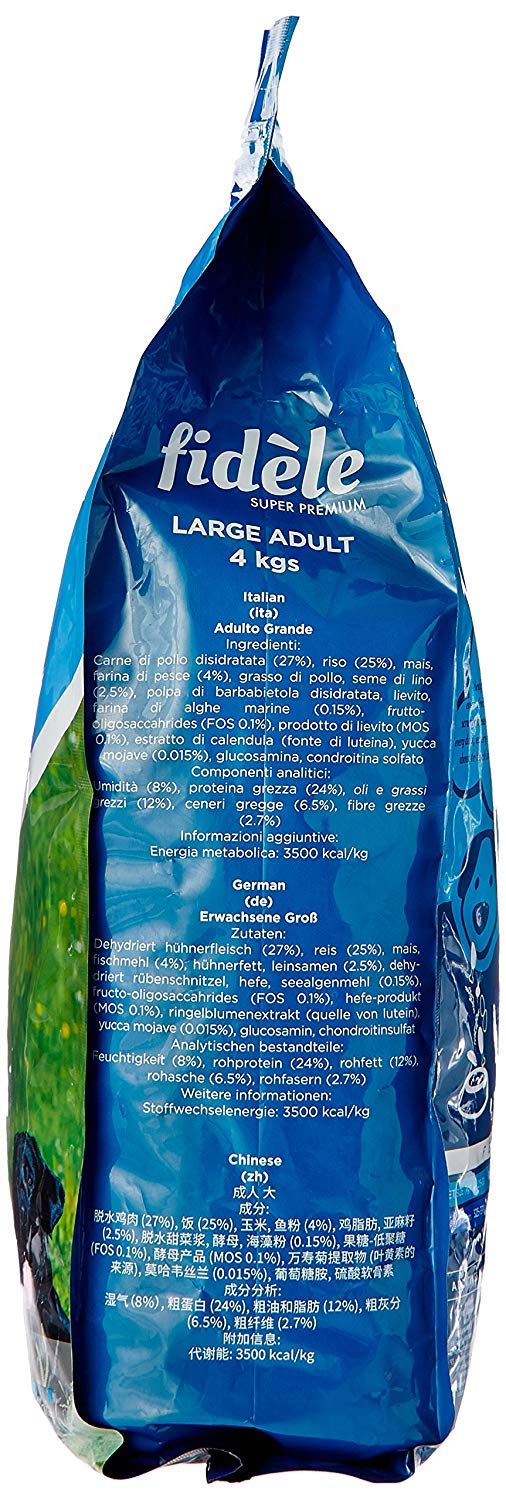 fidèle
SUPER PREMIUM
LARGE ADULT
4 kgs
Italian
(ita)
Adulto Grande
Ingredienti:
Carne di pollo disidratata (27%), riso (25%), mais,
farina di pesce (4%), grasso di pollo, seme di lino
(2,5%), polpa di barbabietola disidratata, lievito,
farina di alghe marine (0.15%), frutto-
oligosaccahrides (FOS 0.1%), prodotto di lievito (MOS
0.1%), estratto di calendula (fonte di luteina), yucca
mojave (0.015%), glucosamina, condroitina solfato
Componenti analitici:
Umidità (8%), proteina grezza (24%), oli e grassi
grezzi (12%), ceneri gregge (6.5%), fibre grezze
(2.7%)
Informazioni aggiuntive:
Energia metabolica: 3500 kcal/kg
German
(de)
Erwachsene Groß
Zutaten:
Dehydriert hühnerfleisch (27%), reis (25%), mais,
fischmehl (4%), hühnerfett, leinsamen (2.5%), dehy-
driert rübenschnitzel, hefe, seealgenmehl (0.15%),
fructo-oligosaccahrides (FOS 0.1%), hefe-produkt
(MOS 0.1%), ringelblumenextrakt (quelle von lutein),
yucca mojave (0.015%), glucosamin, chondroitinsulfat
Analytischen bestandteile:
Feuchtigkeit (8%), rohprotein (24%), rohfett (12%),
rohasche (6.5%), rohfasern (2.7%)
Weitere informationen:
Stoffwechselenergie: 3500 kcal/kg
Chinese
(zh)
成人 大
成分:
脱水鸡肉 (27%), 饭 (25%), 玉米, 鱼粉 (4%), 鸡脂肪, 亚麻籽
(2.5%), 脱水甜菜浆, 酵母, 海藻粉 (0.15%), 果糖-低聚糖
(FOS 0.1%), 酵母产品 (MOS 0.1%), 万寿菊提取物 (叶黄素的
来源), 莫哈韦丝兰 (0.015%), 葡萄糖胺, 硫酸软骨素
成分分析:
湿气 (8%), 粗蛋白 (24%), 粗油和脂肪 (12%), 粗灰分
(6.5%), 粗纤维 (2.7%)
附加信息:
代谢能: 3500 kcal/kg